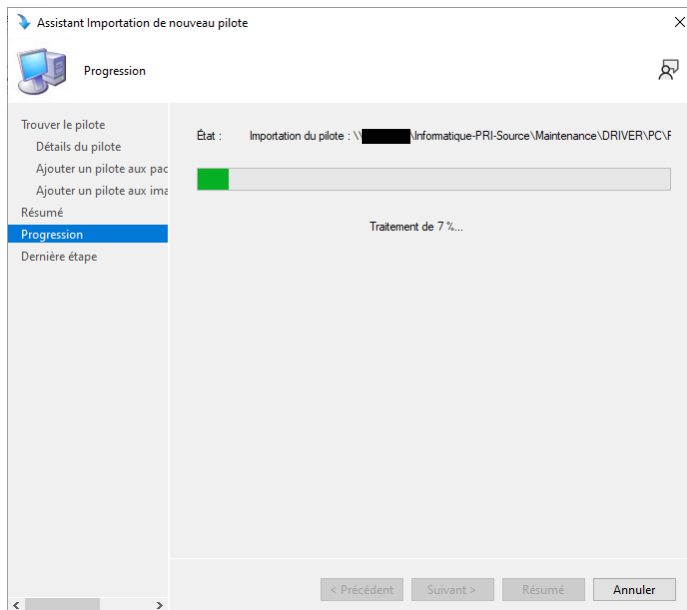 Assistant Importation de nouveau pilote
Progression
Trouver le pilote
Détails du pilote
Ajouter un pilote aux pac
Ajouter un pilote aux ima
Résumé
Progression
Dernière étape
État : Importation du pilote : \\ \Informatique-PRI-Source\Maintenance\DRIVER\PC\F
Traitement de 7 %...
< Précédent
Suivant >
Résumé
Annuler